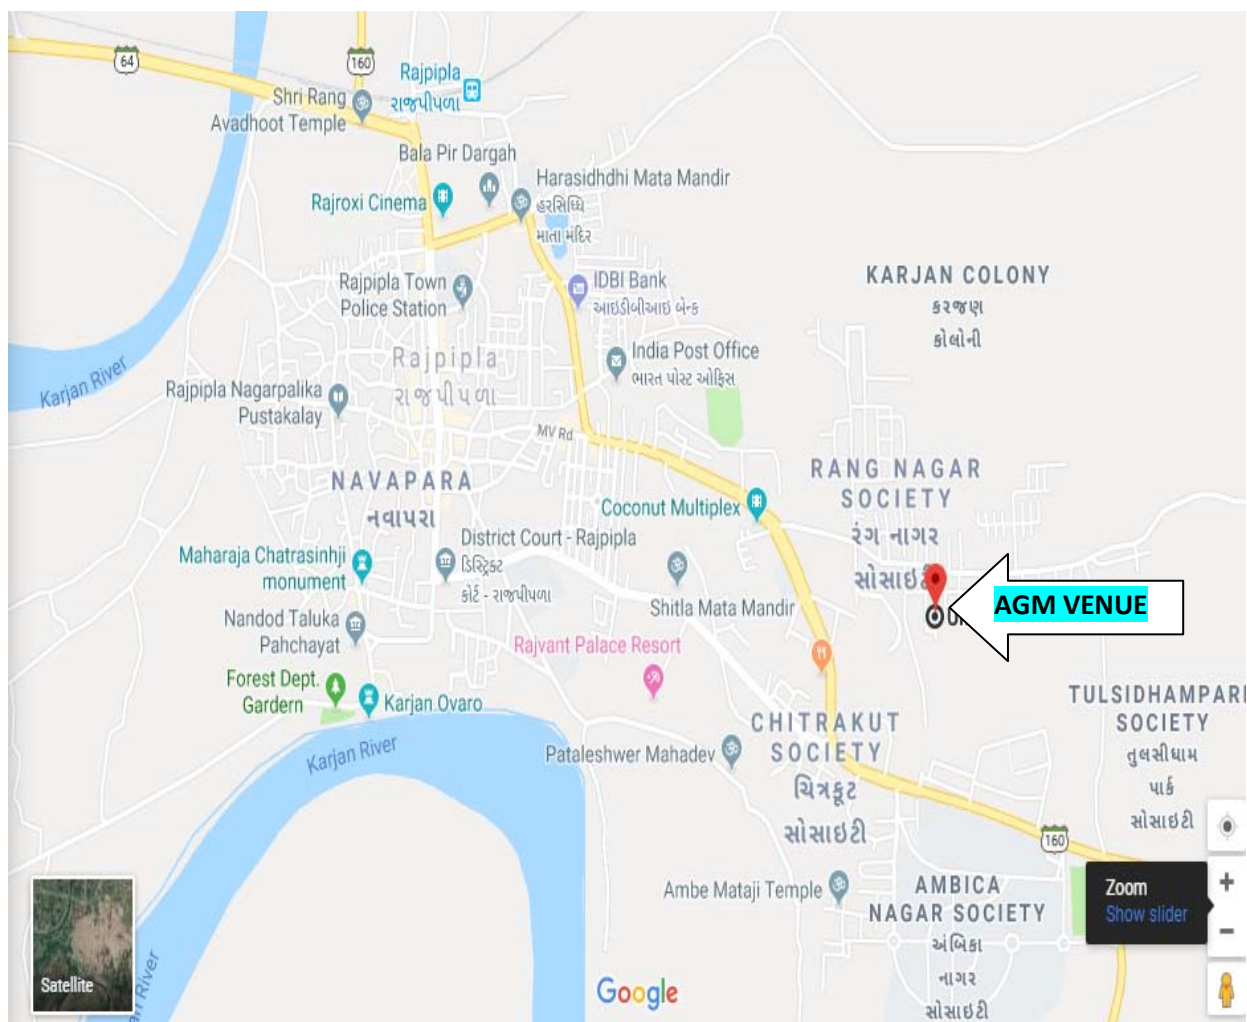 64
160
Rajpipla
રાજપીપળા
Shri Rang
Avadhoot Temple
Bala Pir Dargah
Harasidhdhi Mata Mandir
હરસિધ્ધિ
માતા મંદિર
Rajroxi Cinema
Rajpipla Town
Police Station
IDBI Bank
આઇડીબીઆઇ બેન્ક
KARJAN COLONY
કરજણ
કોલોની
India Post Office
ભારત પોસ્ટ ઓફિસ
Rajpipla
રાજપીપળા
Karjan River
Rajpipla Nagarpalika
Pustakalay
MV Rd
NAVAPARA
નવાપરા
RANG NAGAR
SOCIETY
રંગ નાગર
સોસાઇટી
Coconut Multiplex
District Court - Rajpipla
ડિસ્ટ્રિક્ટ
કોર્ટ - રાજપીપળા
Maharaja Chatrasinhji
monument
Shitla Mata Mandir
AGM VENUE
Nandod Taluka
Pahchayat
Rajvant Palace Resort
Forest Dept.
Gardern
Karjan Ovaro
Karjan River
TULSIDHAMPARK
SOCIETY
તુલસીધામ
પાર્ક
સોસાઇટી
CHITRAKUT
SOCIETY
ચિત્રકૂટ
સોસાઇટી
Pataleshwer Mahadev
160
Ambe Mataji Temple
AMBICA
NAGAR SOCIETY
અંબિકા
નાગર
સોસાઇટી
Zoom
Show slider
Satellite
River
Google